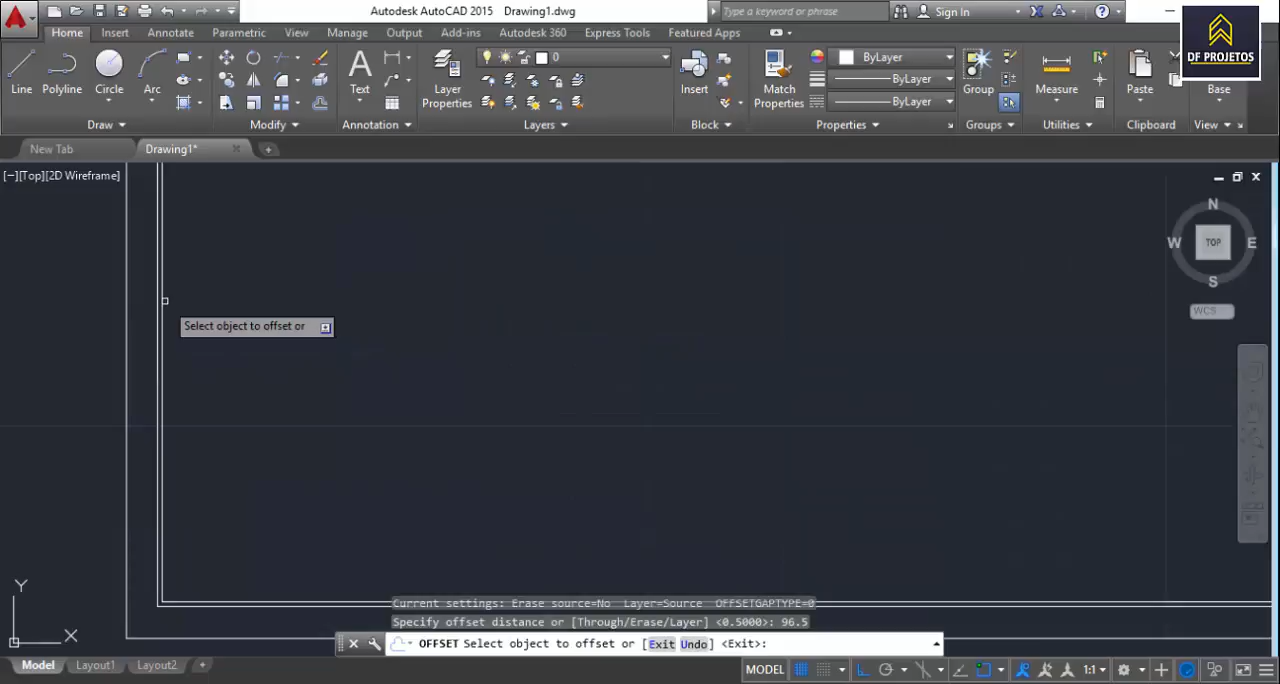 Autodesk AutoCAD 2015 Drawing1.dwg
Type a keyword or phrase
Sign In
DF PROJETOS
Home Insert Annotate Parametric View Manage Output Add-ins Autodesk 360 Express Tools Featured Apps
0
ByLayer
ByLayer
ByLayer
Line Polyline Circle Arc
Text
Layer Properties
Insert
Match Properties
Group
Measure
Paste
Base
Draw Modify Annotation Layers Block Properties Groups Utilities Clipboard View
New Tab Drawing1*
[−][Top][2D Wireframe]
N
W TOP E
S
WCS
Select object to offset or
Y
X
Current settings: Erase source=No Layer=Source OFFSETGAPTYPE=0
Specify offset distance or [Through/Erase/Layer] <0.5000>: 96.5
OFFSET Select object to offset or [Exit Undo] <Exit>:
Model Layout1 Layout2 +
MODEL
1:1